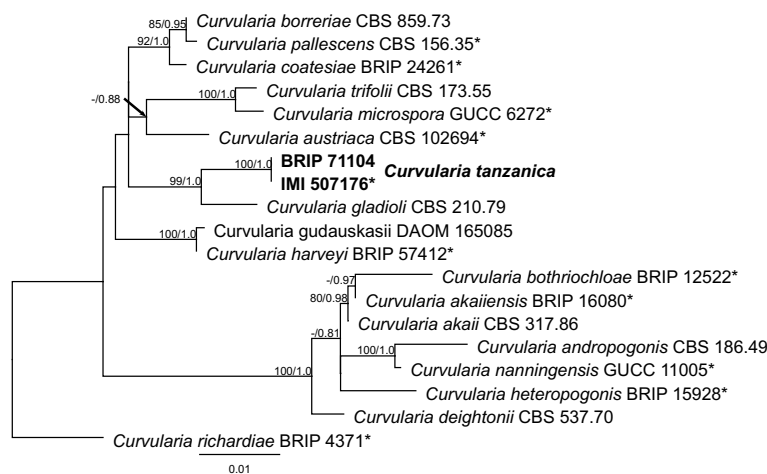 85/0.95
Curvularia borreriae CBS 859.73
92/1.0
Curvularia pallescens CBS 156.35*
Curvularia coatesiae BRIP 24261*
-/0.88
Curvularia trifolii CBS 173.55
100/1.0
Curvularia microspora GUCC 6272*
Curvularia austriaca CBS 102694*
100/1.0
BRIP 71104
Curvularia tanzanica
IMI 507176*
99/1.0
Curvularia gladioli CBS 210.79
Curvularia gudauskasii DAOM 165085
100/1.0
Curvularia harveyi BRIP 57412*
-/0.97
Curvularia bothriochloae BRIP 12522*
80/0.98
Curvularia akaiiensis BRIP 16080*
Curvularia akaii CBS 317.86
-/0.81
Curvularia andropogonis CBS 186.49
100/1.0
Curvularia nanningensis GUCC 11005*
100/1.0
Curvularia heteropogonis BRIP 15928*
Curvularia deightonii CBS 537.70
Curvularia richardiae BRIP 4371*
0.01